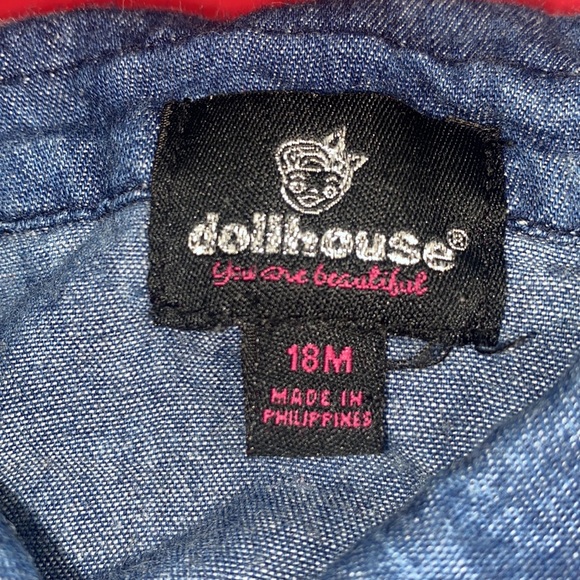 dollhouse®
you are beautiful
18M
MADE IN
PHILIPPINES